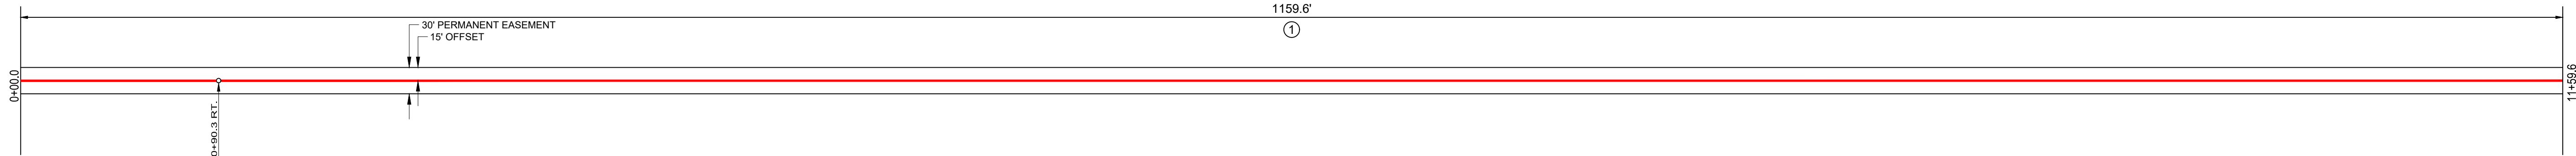 1159.6'
1
30' PERMANENT EASEMENT
15' OFFSET
0+00.0
11+59.6
0+90.3 RT.